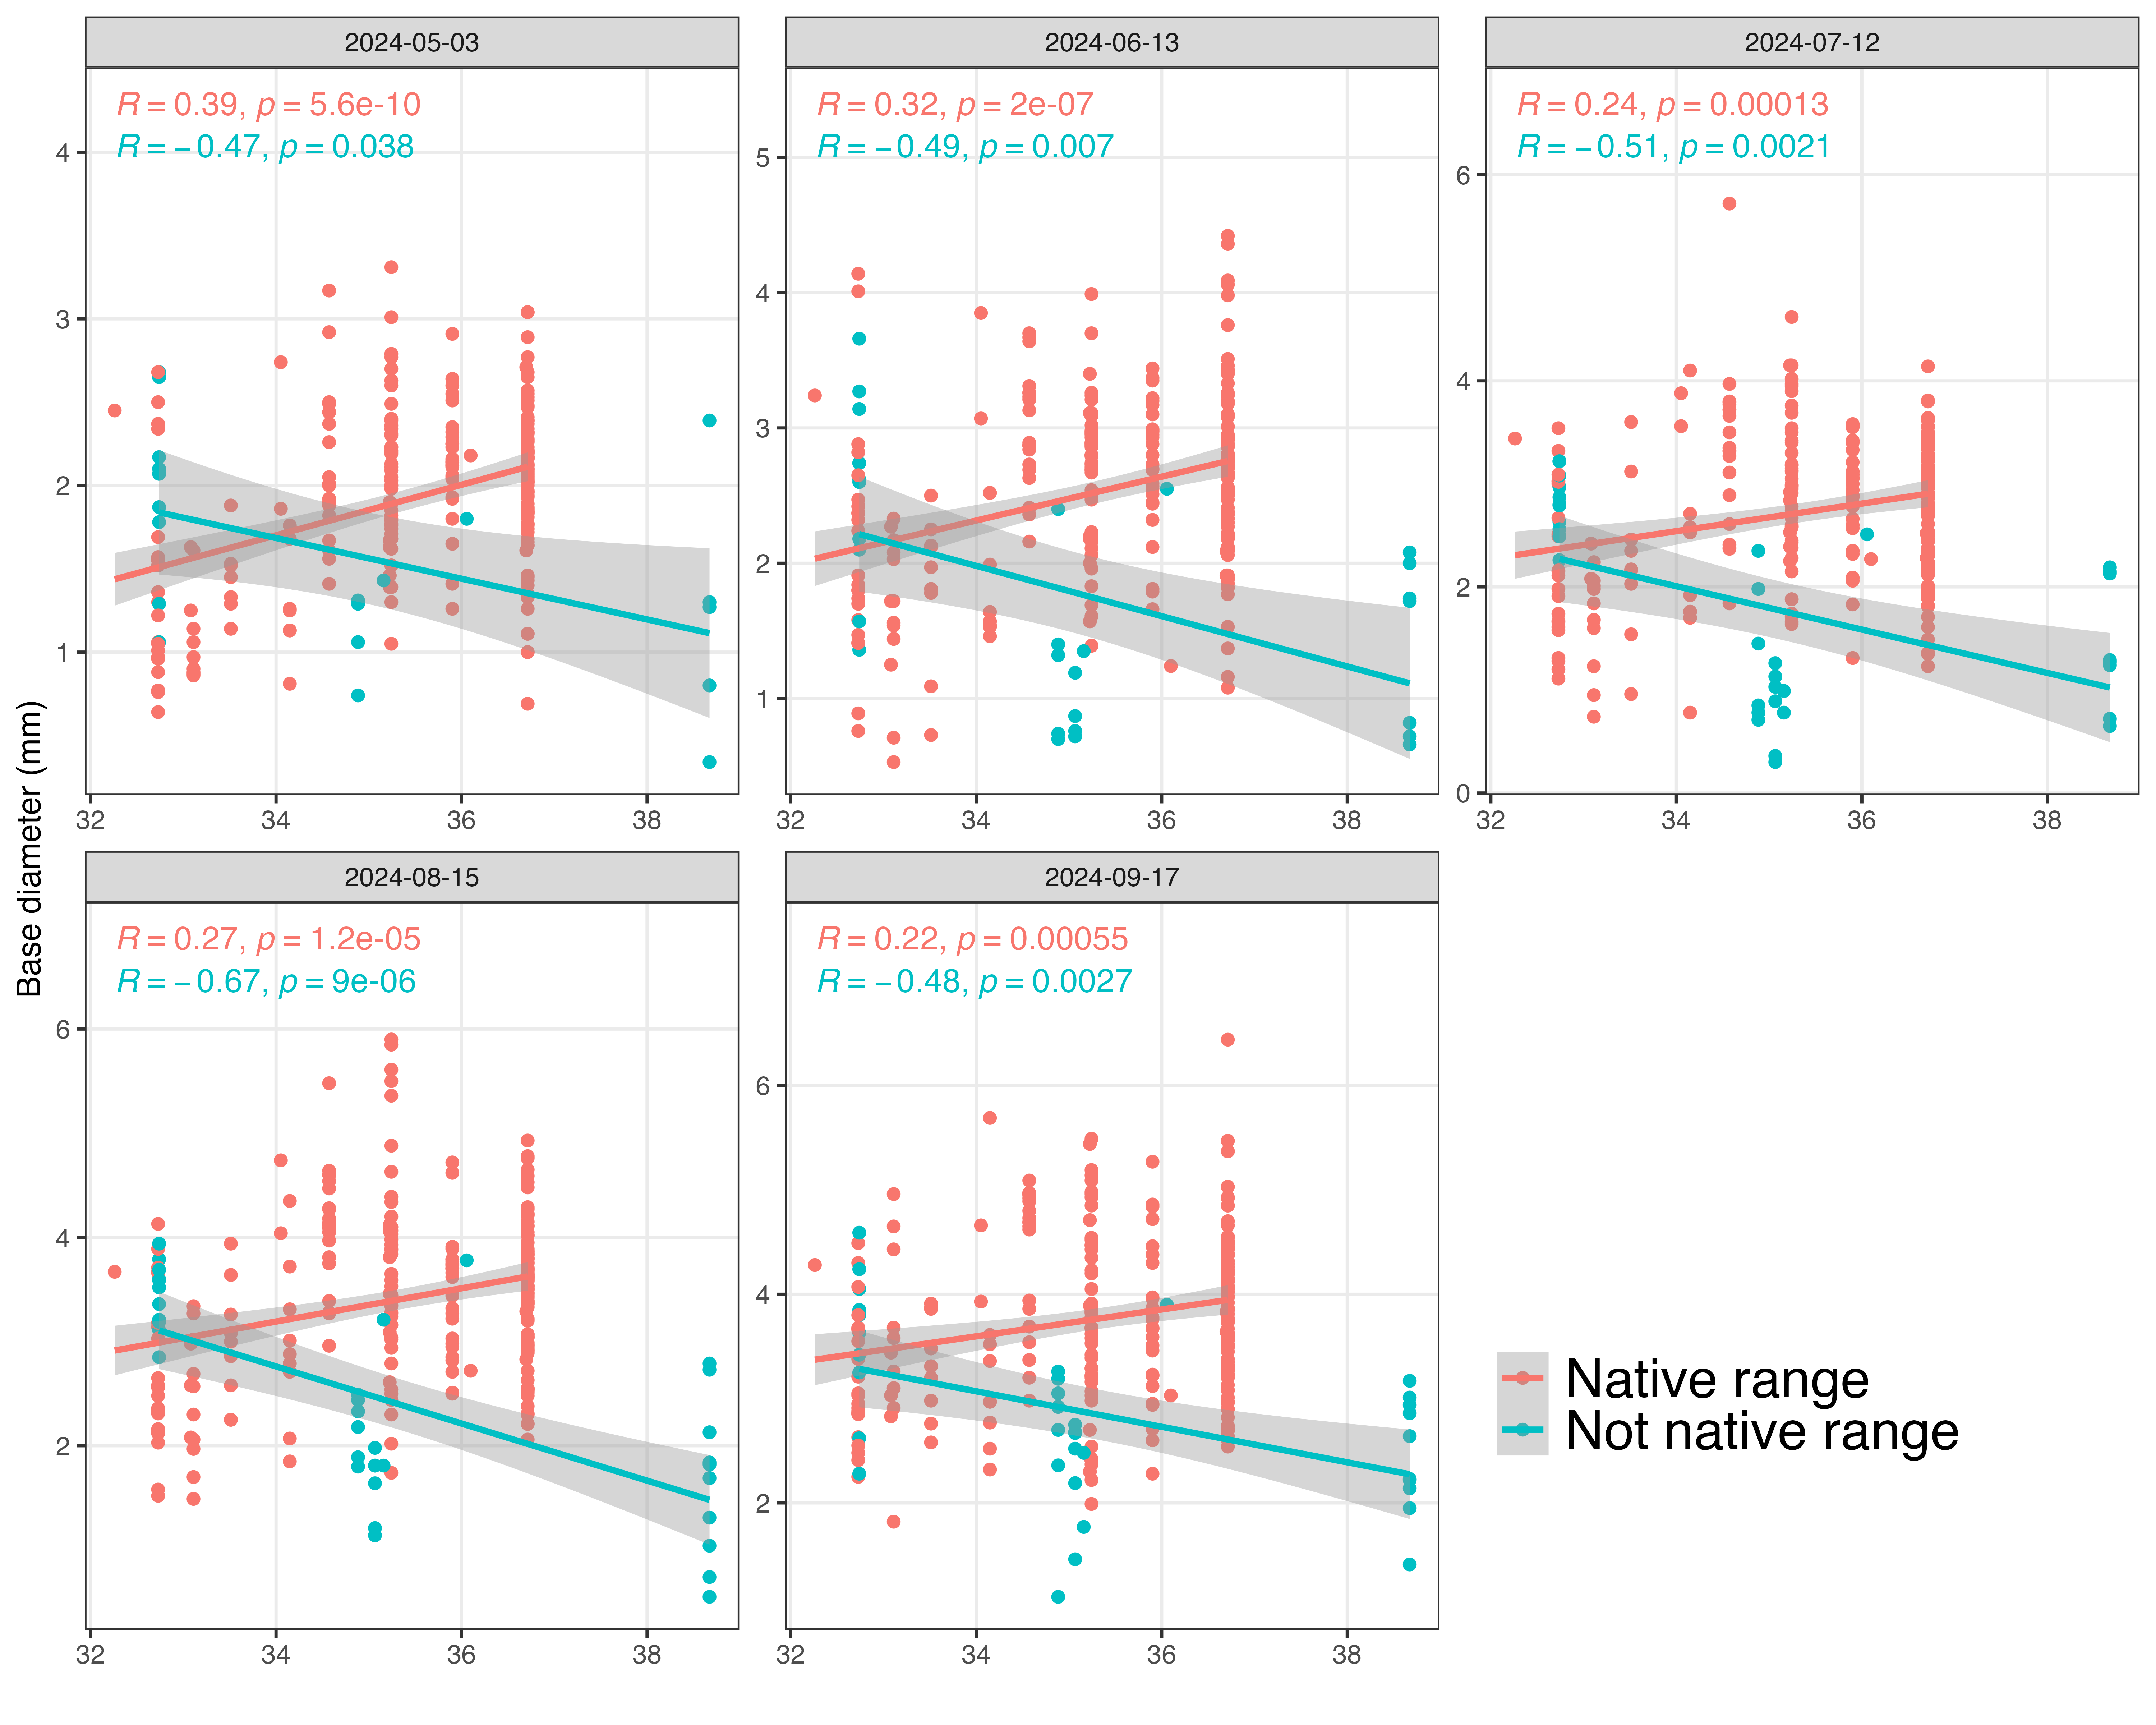 2024-05-03
R = 0.39, p = 5.6e-10
R = −0.47, p = 0.038
4
3
2
1
32 34 36 38
2024-06-13
R = 0.32, p = 2e-07
R = −0.49, p = 0.007
5
4
3
2
1
32 34 36 38
2024-07-12
R = 0.24, p = 0.00013
R = −0.51, p = 0.0021
6
4
2
0
32 34 36 38
Base diameter (mm)
2024-08-15
R = 0.27, p = 1.2e-05
R = −0.67, p = 9e-06
6
4
2
32 34 36 38
2024-09-17
R = 0.22, p = 0.00055
R = −0.48, p = 0.0027
6
4
2
32 34 36 38
Native range
Not native range